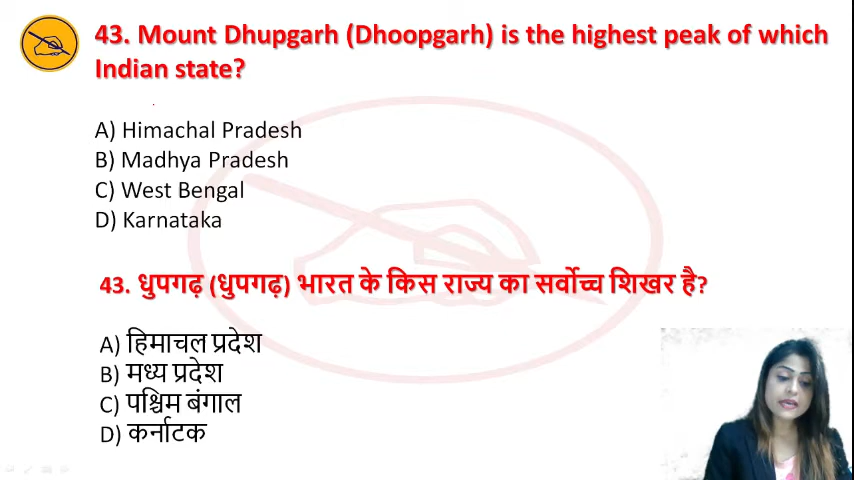 43. Mount Dhupgarh (Dhoopgarh) is the highest peak of which
Indian state?
A) Himachal Pradesh
B) Madhya Pradesh
C) West Bengal
D) Karnataka
43. धुपगढ़ (धुपगढ़) भारत के किस राज्य का सर्वोच्च शिखर है?
A) हिमाचल प्रदेश
B) मध्य प्रदेश
C) पश्चिम बंगाल
D) कर्नाटक